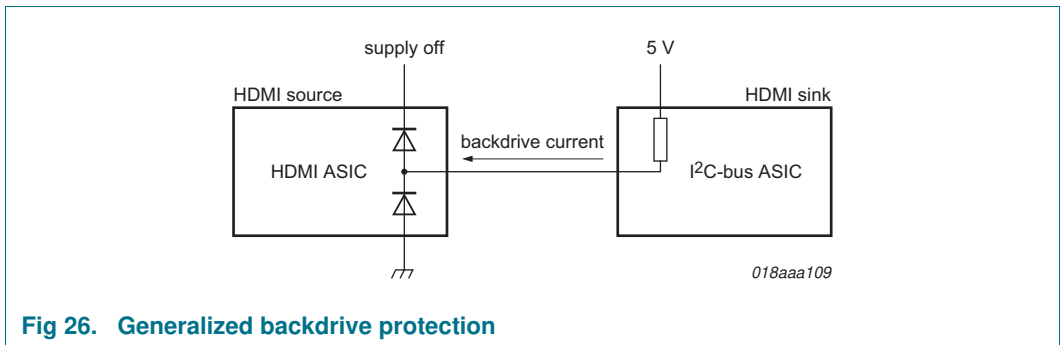 supply off
5 V
HDMI source
HDMI sink
backdrive current
HDMI ASIC
I2C-bus ASIC
018aaa109
Fig 26. Generalized backdrive protection